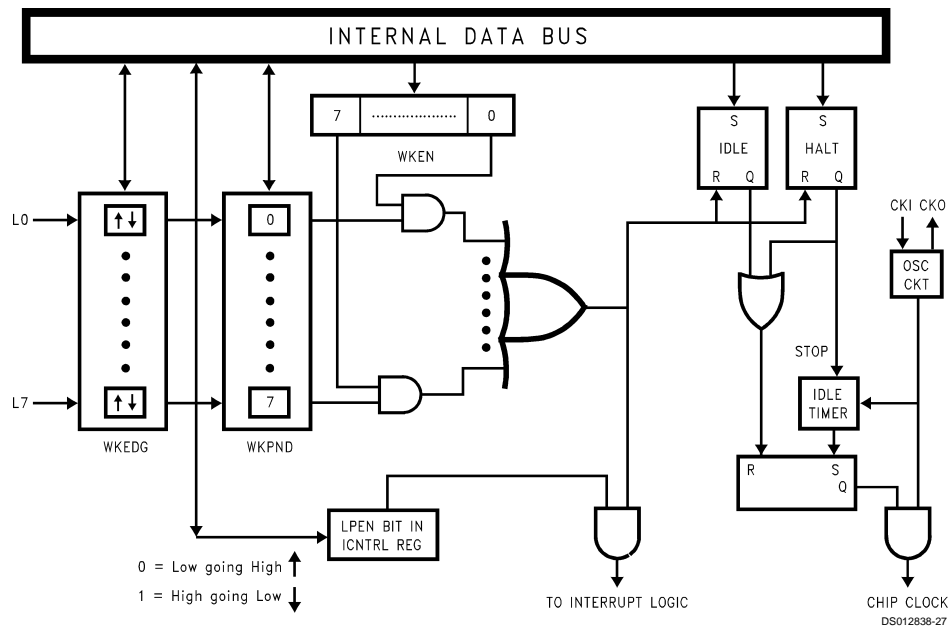 INTERNAL DATA BUS
7 0
WKEN
S
IDLE
R Q
S
HALT
R Q
CKI CKO
OSC
CKT
L0
0
L7
7
WKEDG
WKPND
STOP
IDLE
TIMER
R S
Q
LPEN BIT IN
ICNTRL REG
0 = Low going High
1 = High going Low
TO INTERRUPT LOGIC
CHIP CLOCK
DS012838-27